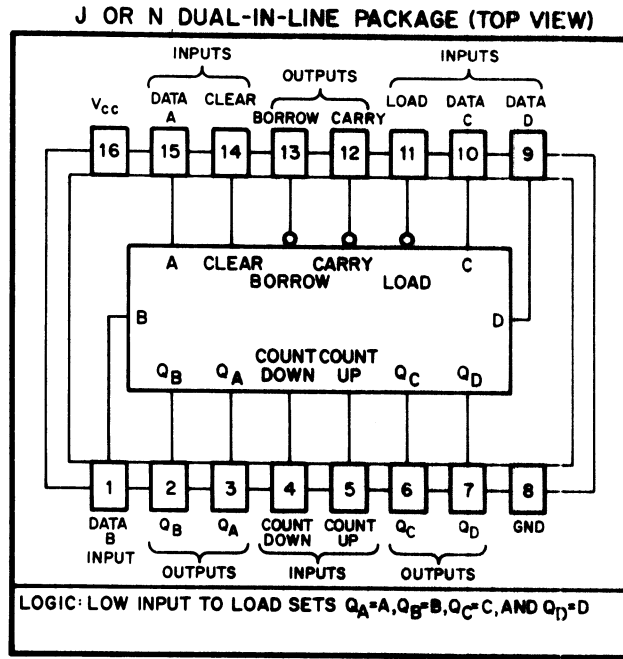 J OR N DUAL-IN-LINE PACKAGE (TOP VIEW)
INPUTS OUTPUTS INPUTS
VCC DATA A CLEAR BORROW CARRY LOAD DATA C DATA D
16 15 14 13 12 11 10 9
A CLEAR BORROW CARRY LOAD C
B D
QB QA COUNT DOWN COUNT UP QC QD
1 2 3 4 5 6 7 8
DATA B INPUT QB QA COUNT DOWN COUNT UP QC QD GND
OUTPUTS INPUTS OUTPUTS
LOGIC: LOW INPUT TO LOAD SETS QA=A, QB=B, QC=C, AND QD=D